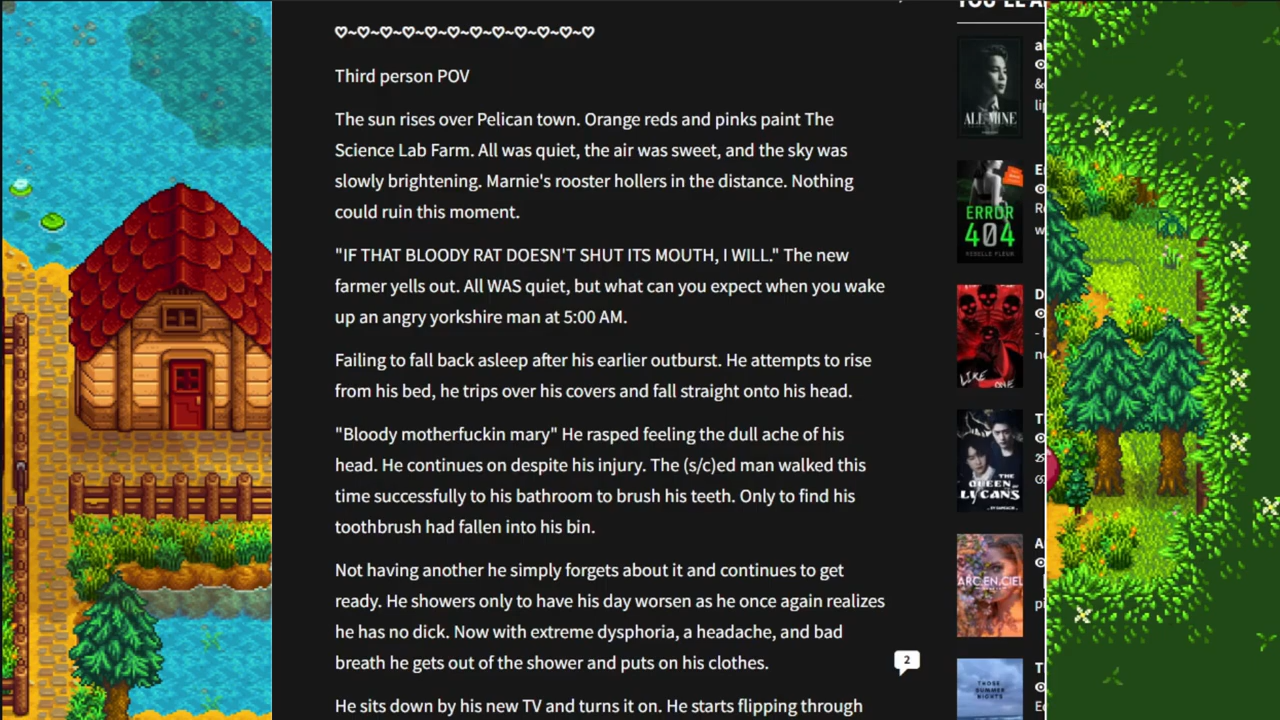 ♡~♡~♡~♡~♡~♡~♡~♡~♡~♡~♡~♡
Third person POV
The sun rises over Pelican town. Orange reds and pinks paint The
Science Lab Farm. All was quiet, the air was sweet, and the sky was
slowly brightening. Marnie's rooster hollers in the distance. Nothing
could ruin this moment.
"IF THAT BLOODY RAT DOESN'T SHUT ITS MOUTH, I WILL." The new
farmer yells out. All WAS quiet, but what can you expect when you wake
up an angry yorkshire man at 5:00 AM.
Failing to fall back asleep after his earlier outburst. He attempts to rise
from his bed, he trips over his covers and fall straight onto his head.
"Bloody motherfuckin mary" He rasped feeling the dull ache of his
head. He continues on despite his injury. The (s/c)ed man walked this
time successfully to his bathroom to brush his teeth. Only to find his
toothbrush had fallen into his bin.
Not having another he simply forgets about it and continues to get
ready. He showers only to have his day worsen as he once again realizes
he has no dick. Now with extreme dysphoria, a headache, and bad
breath he gets out of the shower and puts on his clothes.
2
He sits down by his new TV and turns it on. He starts flipping through
ALL MINE
ERROR
404
REBELLE FLEUR
LIKE
ONE
THE
QUEEN OF
LYCANS
ARC.EN.CIEL
THOSE
SUMMER
NIGHTS